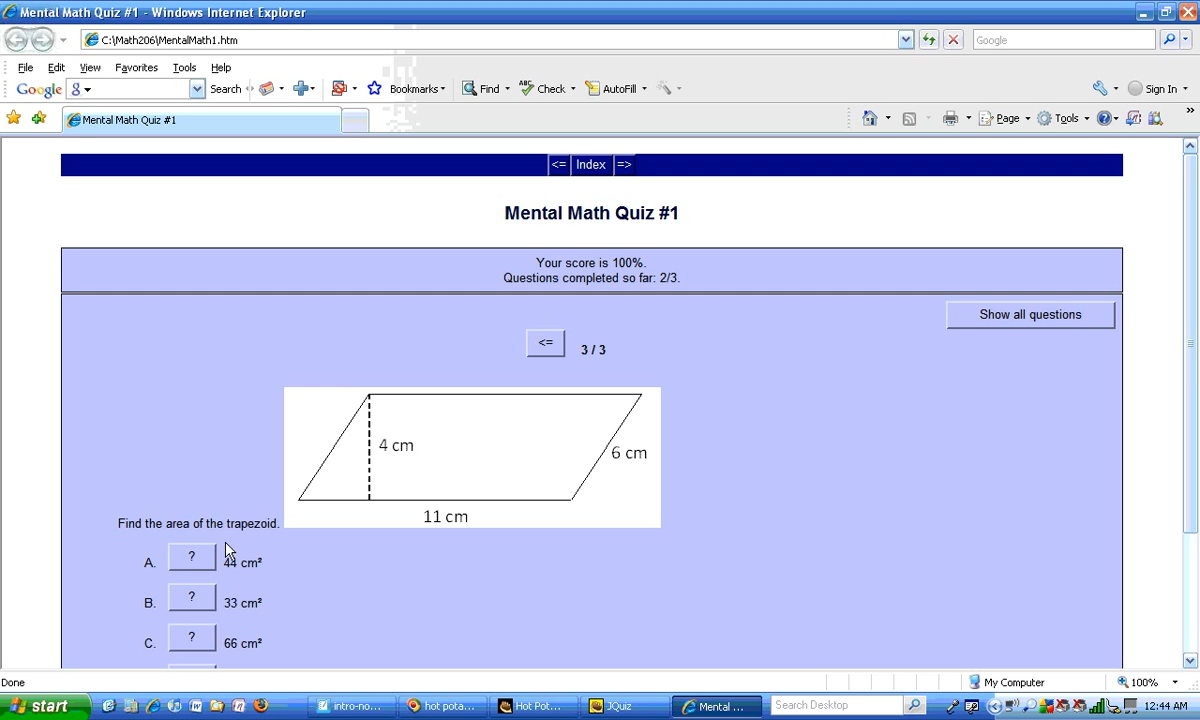 Mental Math Quiz #1 - Windows Internet Explorer
C:\Math206\MentalMath1.htm
Google
File Edit View Favorites Tools Help
Google g Search Bookmarks Find ABC Check AutoFill Sign In
Mental Math Quiz #1 Page Tools »
<= Index =>
Mental Math Quiz #1
Your score is 100%.
Questions completed so far: 2/3.
Show all questions
<= 3 / 3
4 cm
6 cm
11 cm
Find the area of the trapezoid.
A. ? 44 cm²
B. ? 33 cm²
C. ? 66 cm²
Done My Computer 100%
start intro-no... hot pota... Hot Pot... JQuiz Mental ... Search Desktop 12:44 AM